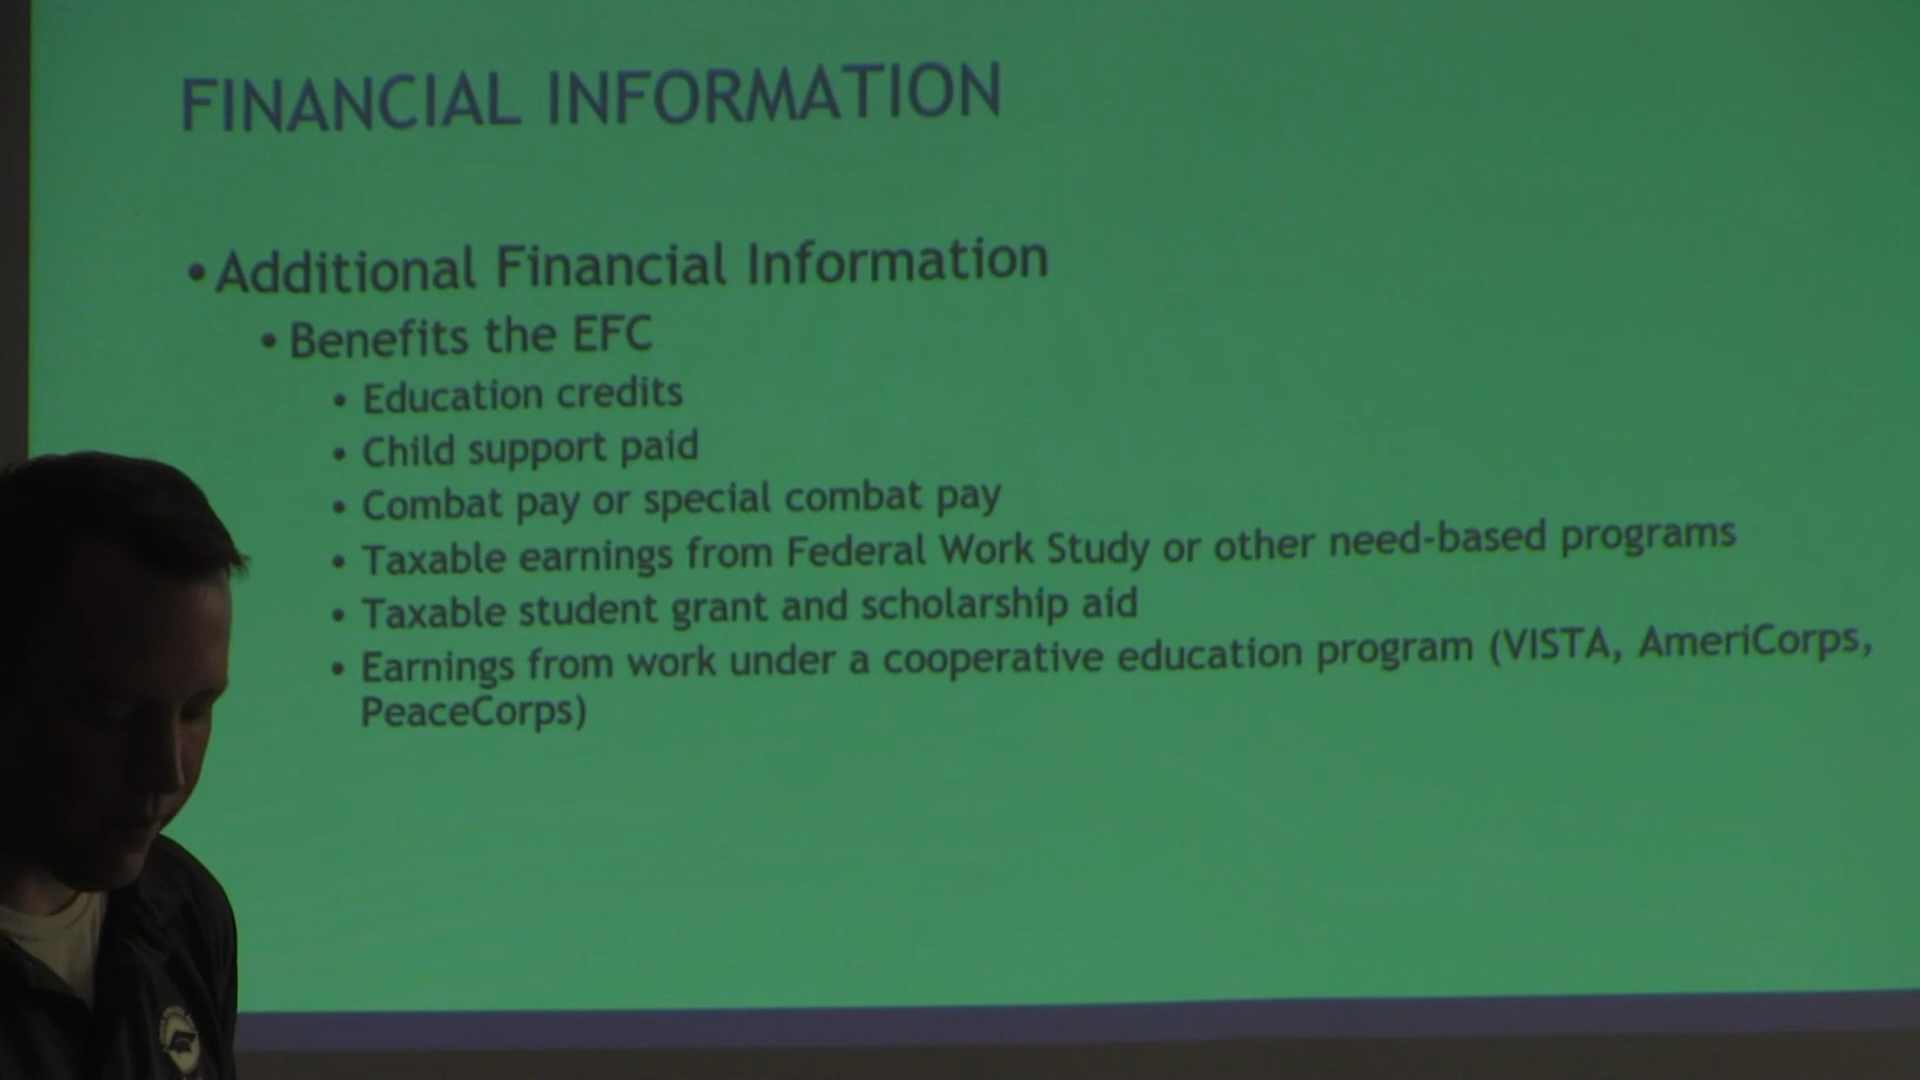 FINANCIAL INFORMATION
•Additional Financial Information
• Benefits the EFC
• Education credits
• Child support paid
• Combat pay or special combat pay
• Taxable earnings from Federal Work Study or other need-based programs
• Taxable student grant and scholarship aid
• Earnings from work under a cooperative education program (VISTA, AmeriCorps,
PeaceCorps)